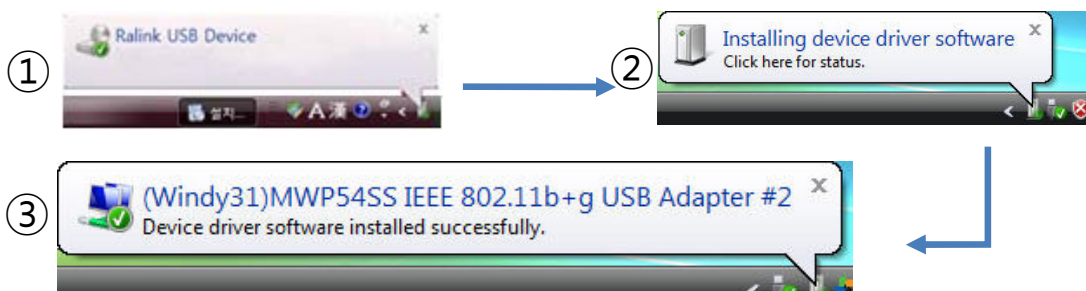 ①
Ralink USB Device
설치...
A 漢
②
Installing device driver software
Click here for status.
③
(Windy31)MWP54SS IEEE 802.11b+g USB Adapter #2
Device driver software installed successfully.